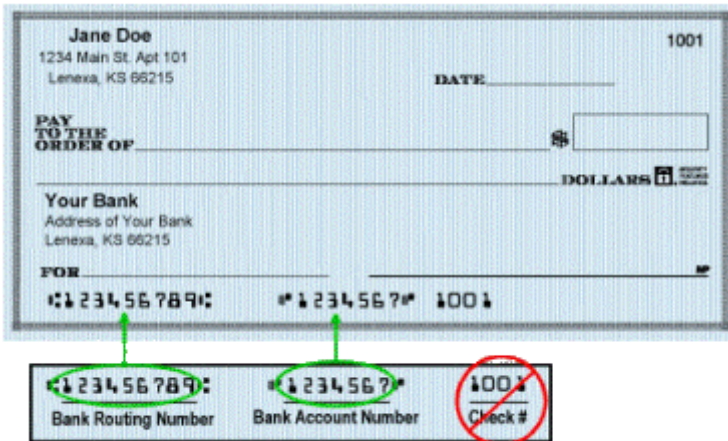 Jane Doe
1001
1234 Main St. Apt 101
Lenexa, KS 66215
DATE
PAY
TO THE
ORDER OF
$
DOLLARS
Your Bank
Address of Your Bank
Lenexa, KS 66215
FOR
MP
⑆123456789⑆ ⑈1234567⑈ 1001
⑆123456789⑆ ⑈1234567⑈ 1001
Bank Routing Number Bank Account Number Check #